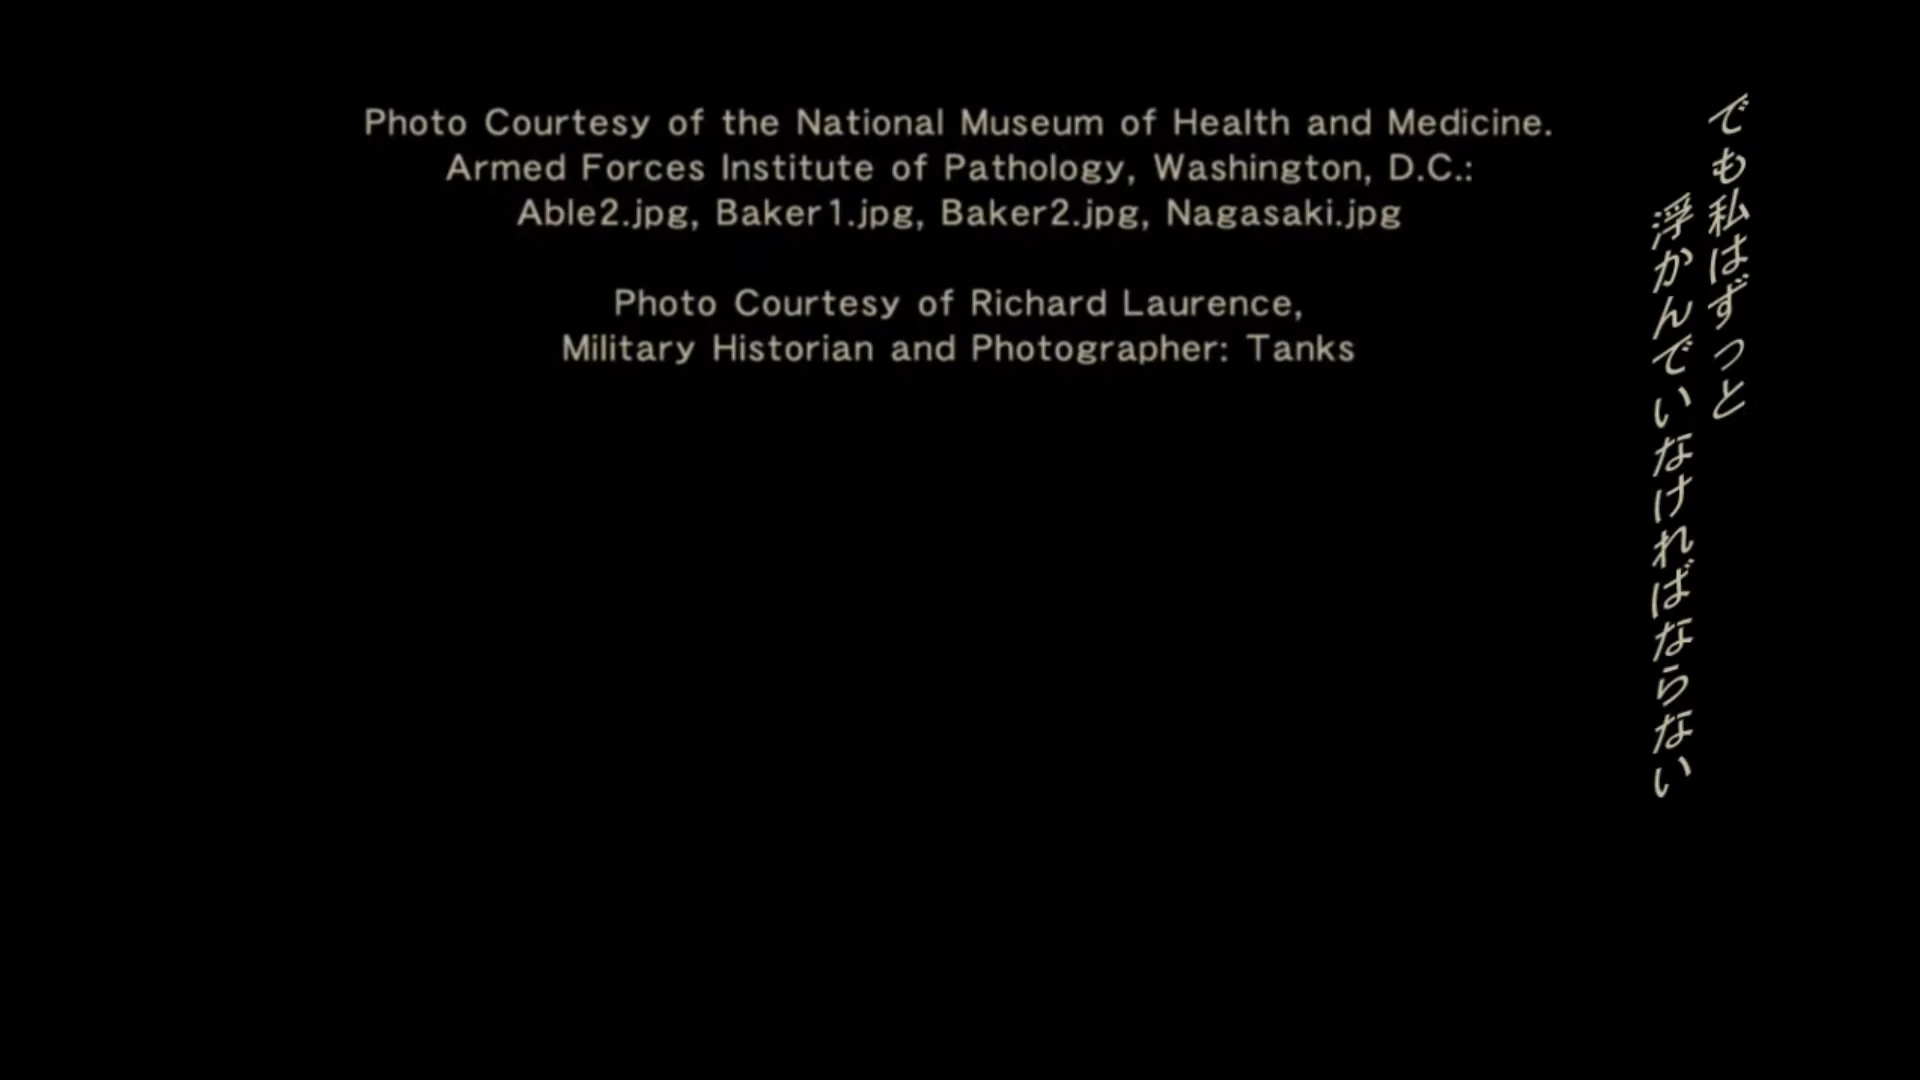 Photo Courtesy of the National Museum of Health and Medicine.
Armed Forces Institute of Pathology, Washington, D.C.:
Able2.jpg, Baker1.jpg, Baker2.jpg, Nagasaki.jpg
Photo Courtesy of Richard Laurence,
Military Historian and Photographer: Tanks
でも私はずっと
浮かんでいなければならない